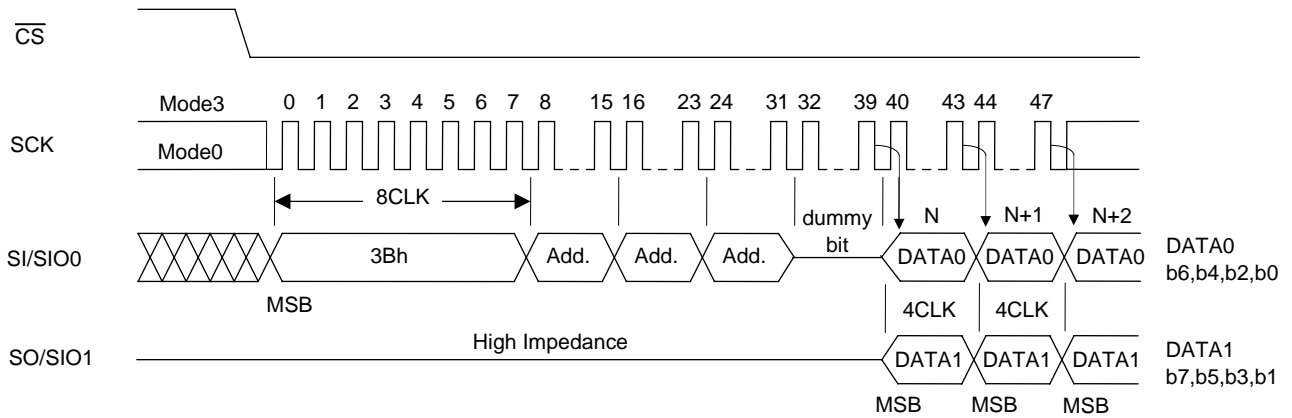 CS
Mode3 0 1 2 3 4 5 6 7 8 15 16 23 24 31 32 39 40 43 44 47
SCK
Mode0
8CLK
dummy
bit
N N+1 N+2
SI/SIO0
3Bh Add. Add. Add. DATA0 DATA0 DATA0
DATA0
b6,b4,b2,b0
MSB
4CLK 4CLK
High Impedance
SO/SIO1
DATA1 DATA1 DATA1
DATA1
b7,b5,b3,b1
MSB MSB MSB